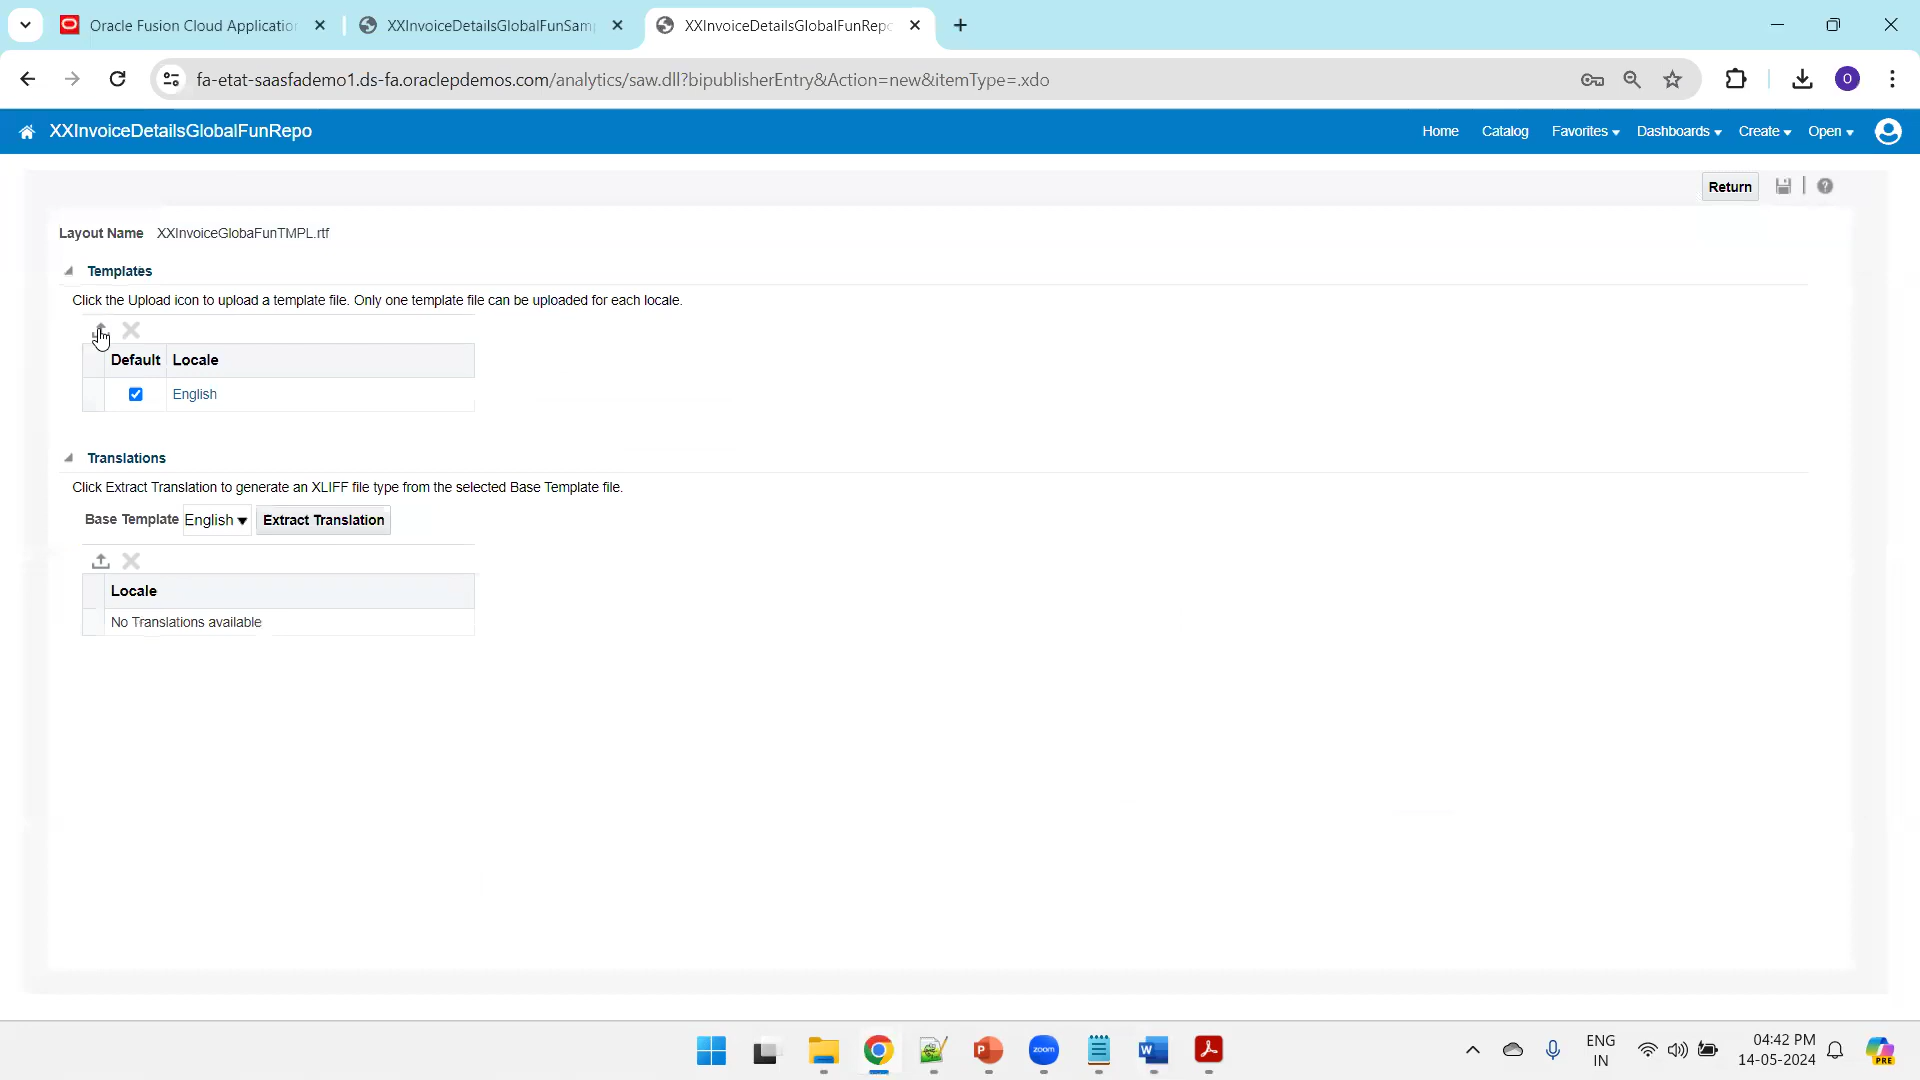 Oracle Fusion Cloud Application
XXInvoiceDetailsGlobalFunSam
XXInvoiceDetailsGlobalFunRepo
fa-etat-saasfademo1.ds-fa.oraclepdemos.com/analytics/saw.dll?bipublisherEntry&Action=new&itemType=.xdo
O
XXInvoiceDetailsGlobalFunRepo
Home Catalog Favorites Dashboards Create Open
Return
Layout Name XXInvoiceGlobaFunTMPL.rtf
Templates
Click the Upload icon to upload a template file. Only one template file can be uploaded for each locale.
Default Locale
English
Translations
Click Extract Translation to generate an XLIFF file type from the selected Base Template file.
Base Template English Extract Translation
Locale
No Translations available
zoom
ENG
IN
04:42 PM
14-05-2024
PRE